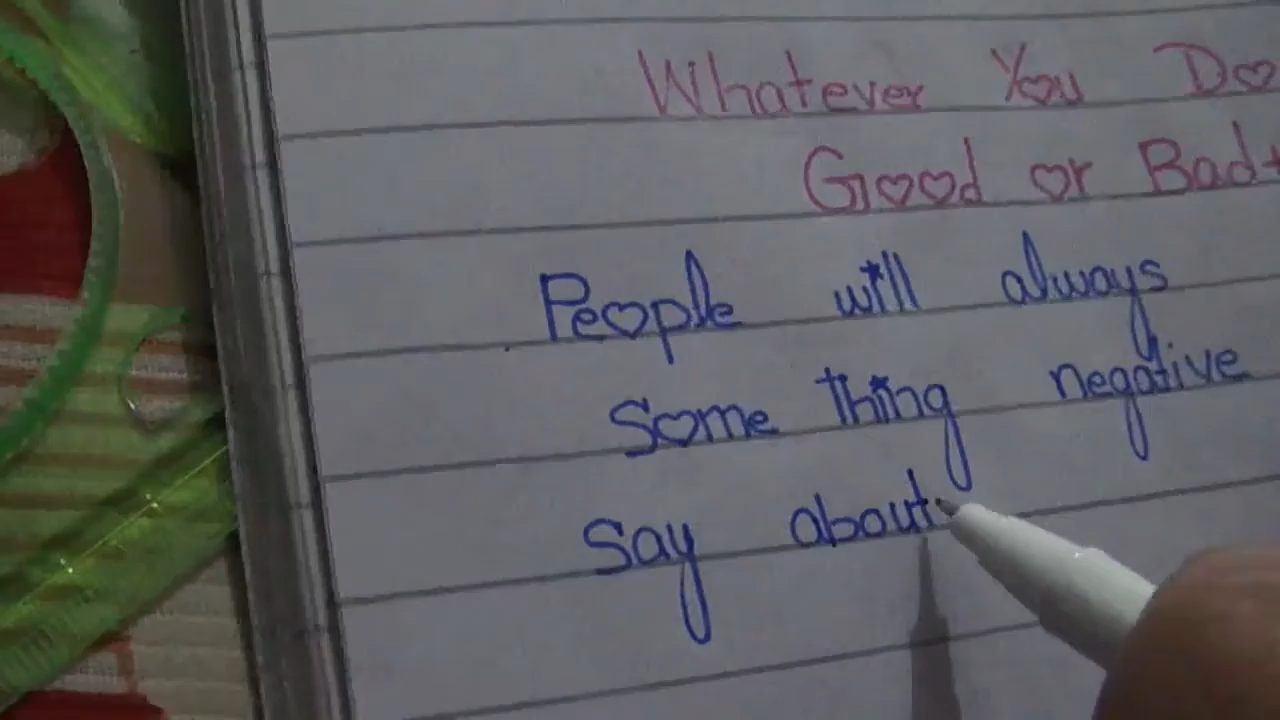 Whatever You Do
Good or Bad
People will always
Some thing negative
Say about